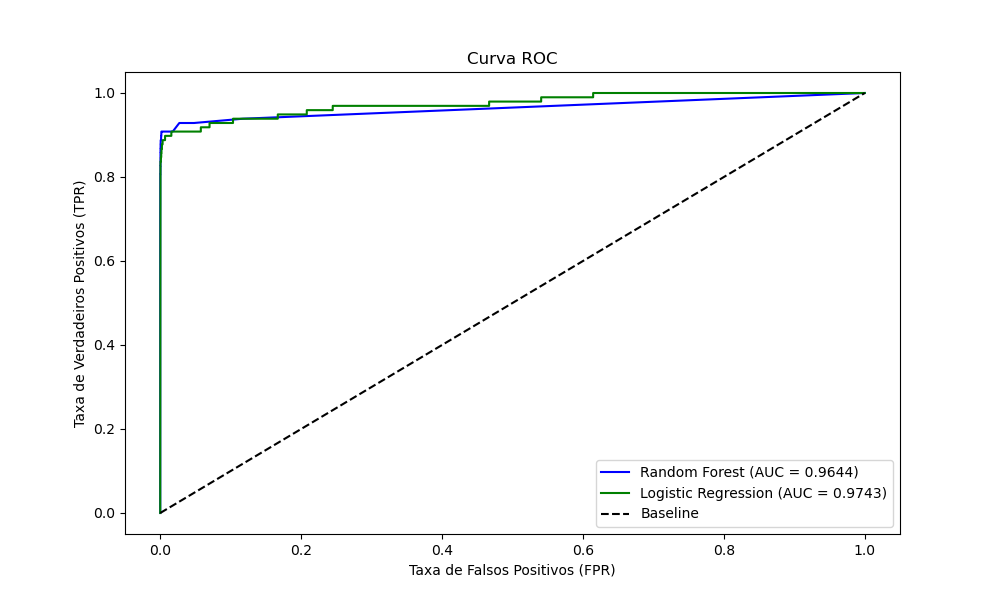 Curva ROC
1.0
0.8
0.6
0.4
0.2
0.0
Taxa de Verdadeiros Positivos (TPR)
Random Forest (AUC = 0.9644)
Logistic Regression (AUC = 0.9743)
Baseline
0.0 0.2 0.4 0.6 0.8 1.0
Taxa de Falsos Positivos (FPR)